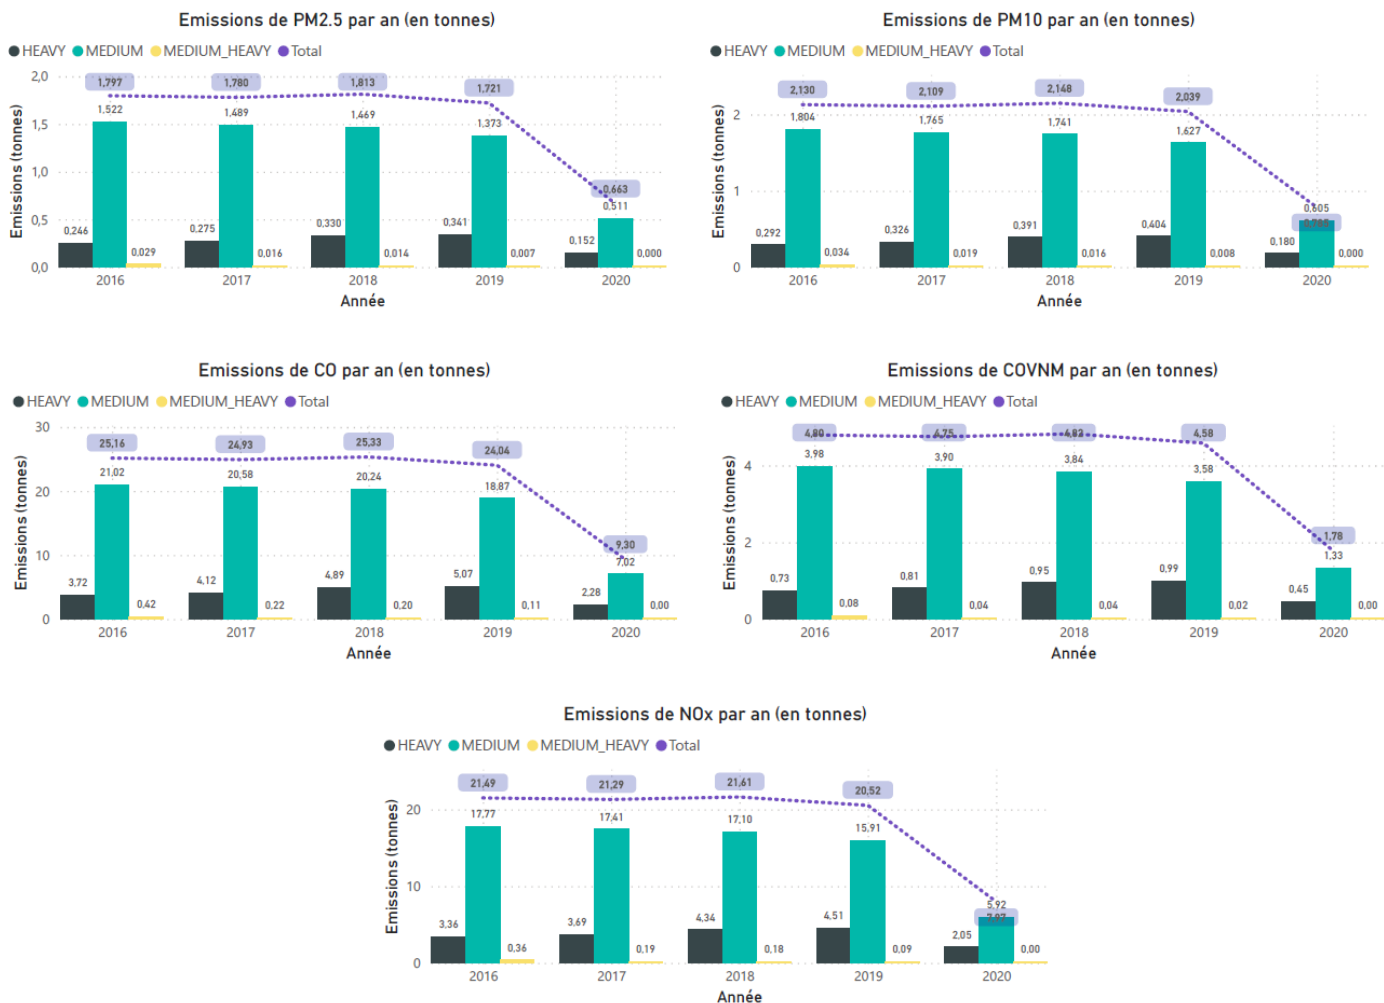 Emissions de PM2.5 par an (en tonnes)
HEAVY MEDIUM MEDIUM_HEAVY Total
Emissions (tonnes)
2,0
1,5
1,0
0,5
0,0
1,797 1,780 1,813 1,721 0,663
1,522 1,489 1,469 1,373 0,511
0,246 0,275 0,330 0,341 0,152
0,029 0,016 0,014 0,007 0,000
2016 2017 2018 2019 2020
Année
Emissions de PM10 par an (en tonnes)
HEAVY MEDIUM MEDIUM_HEAVY Total
Emissions (tonnes)
2
1
0
2,130 2,109 2,148 2,039 0,785
1,804 1,765 1,741 1,627 0,605
0,292 0,326 0,391 0,404 0,180
0,034 0,019 0,016 0,008 0,000
2016 2017 2018 2019 2020
Année
Emissions de CO par an (en tonnes)
HEAVY MEDIUM MEDIUM_HEAVY Total
Emissions (tonnes)
30
20
10
0
25,16 24,93 25,33 24,04 9,30
21,02 20,58 20,24 18,87 7,02
3,72 4,12 4,89 5,07 2,28
0,42 0,22 0,20 0,11 0,00
2016 2017 2018 2019 2020
Année
Emissions de COVNM par an (en tonnes)
HEAVY MEDIUM MEDIUM_HEAVY Total
Emissions (tonnes)
4
2
0
4,80 4,75 4,83 4,58 1,78
3,98 3,90 3,84 3,58 1,33
0,73 0,81 0,95 0,99 0,45
0,08 0,04 0,04 0,02 0,00
2016 2017 2018 2019 2020
Année
Emissions de NOx par an (en tonnes)
HEAVY MEDIUM MEDIUM_HEAVY Total
Emissions (tonnes)
20
10
0
21,49 21,29 21,61 20,52 7,97
17,77 17,41 17,10 15,91 5,92
3,36 3,69 4,34 4,51 2,05
0,36 0,19 0,18 0,09 0,00
2016 2017 2018 2019 2020
Année